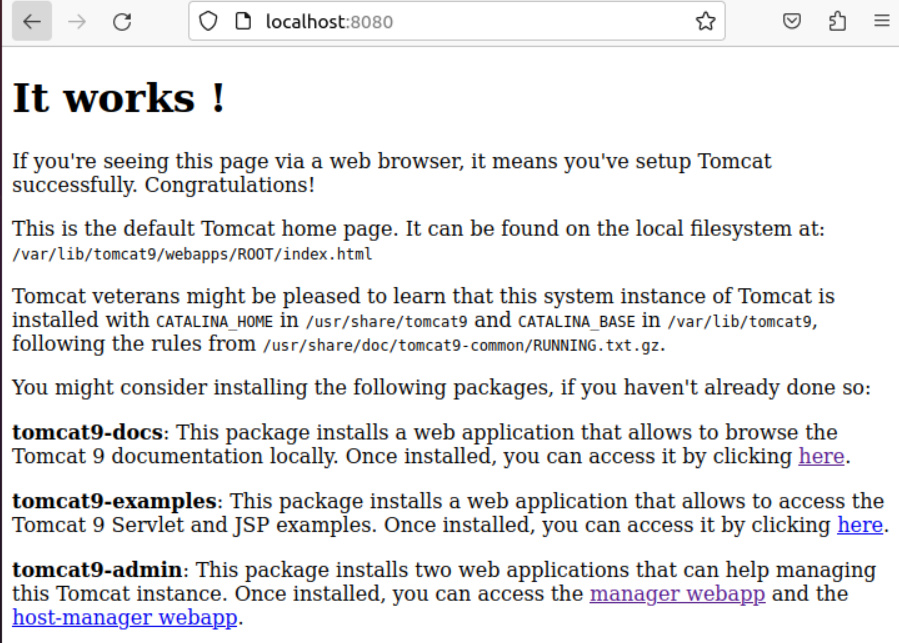 localhost:8080
It works !
If you're seeing this page via a web browser, it means you've setup Tomcat
successfully. Congratulations!
This is the default Tomcat home page. It can be found on the local filesystem at:
/var/lib/tomcat9/webapps/ROOT/index.html
Tomcat veterans might be pleased to learn that this system instance of Tomcat is
installed with CATALINA_HOME in /usr/share/tomcat9 and CATALINA_BASE in /var/lib/tomcat9,
following the rules from /usr/share/doc/tomcat9-common/RUNNING.txt.gz.
You might consider installing the following packages, if you haven't already done so:
tomcat9-docs: This package installs a web application that allows to browse the
Tomcat 9 documentation locally. Once installed, you can access it by clicking here.
tomcat9-examples: This package installs a web application that allows to access the
Tomcat 9 Servlet and JSP examples. Once installed, you can access it by clicking here.
tomcat9-admin: This package installs two web applications that can help managing
this Tomcat instance. Once installed, you can access the manager webapp and the
host-manager webapp.